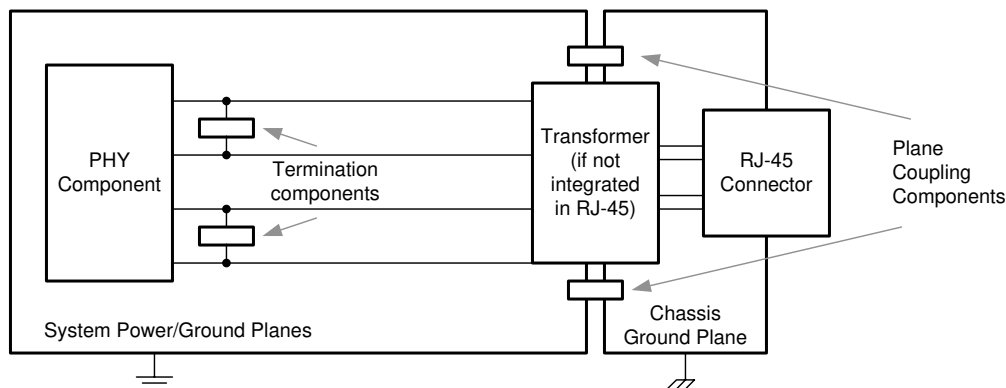 PHY
Component
Termination
components
Transformer
(if not
integrated
in RJ-45)
RJ-45
Connector
Plane
Coupling
Components
System Power/Ground Planes
Chassis
Ground Plane